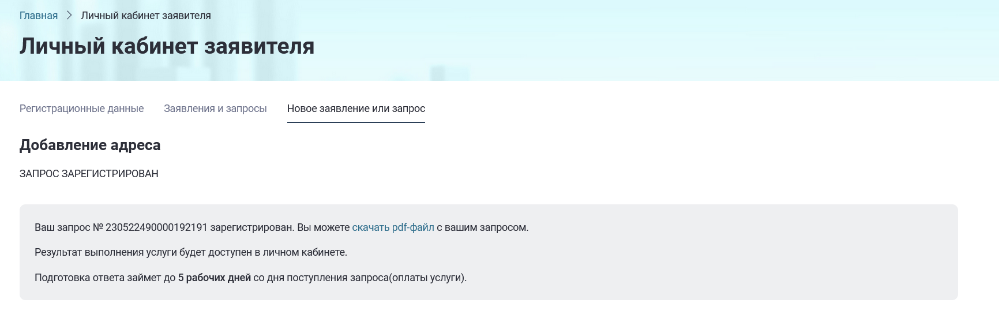 Главная > Личный кабинет заявителя
Личный кабинет заявителя
Регистрационные данные Заявления и запросы Новое заявление или запрос
Добавление адреса
ЗАПРОС ЗАРЕГИСТРИРОВАН
Ваш запрос № 230522490000192191 зарегистрирован. Вы можете скачать pdf-файл с вашим запросом.
Результат выполнения услуги будет доступен в личном кабинете.
Подготовка ответа займет до 5 рабочих дней со дня поступления запроса(оплаты услуги).